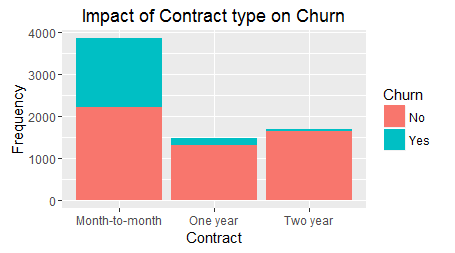 Impact of Contract type on Churn
4000
3000
2000
1000
0
Frequency
Month-to-month
One year
Two year
Contract
Churn
No
Yes